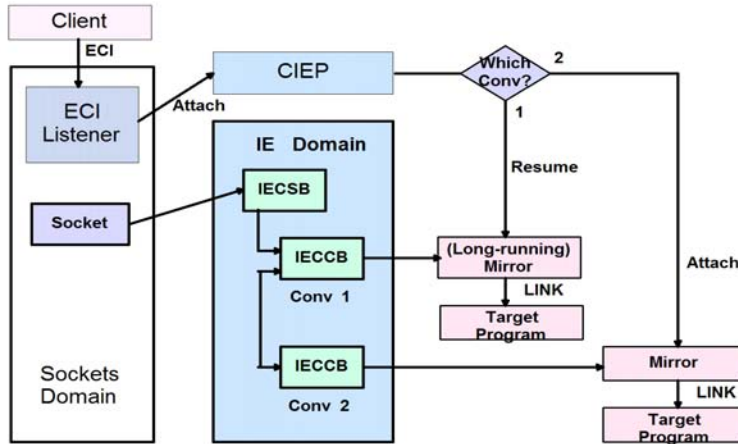 Client
ECI
ECI
Listener
Attach
CIEP
Which
Conv?
2
1
IE Domain
IECSB
Resume
Socket
IECCB
(Long-running)
Mirror
Attach
Conv 1
LINK
Target
Program
Sockets
Domain
IECCB
Mirror
Conv 2
LINK
Target
Program